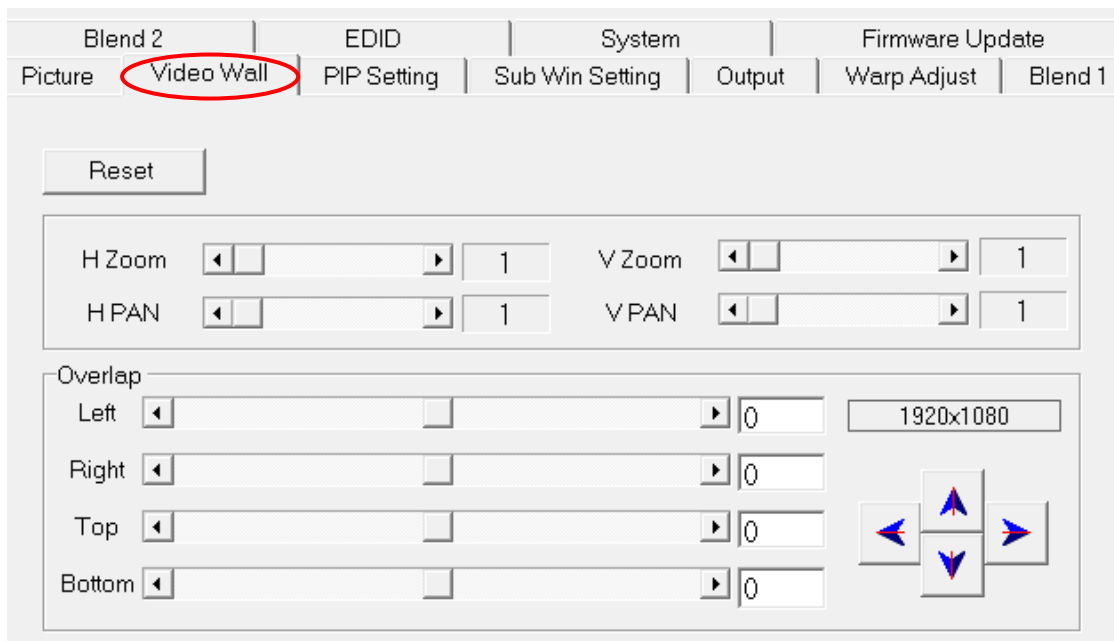 Blend 2 EDID System Firmware Update
Picture Video Wall PIP Setting Sub Win Setting Output Warp Adjust Blend 1
Reset
H Zoom 1 V Zoom 1
H PAN 1 V PAN 1
Overlap
Left 0 1920x1080
Right 0
Top 0
Bottom 0